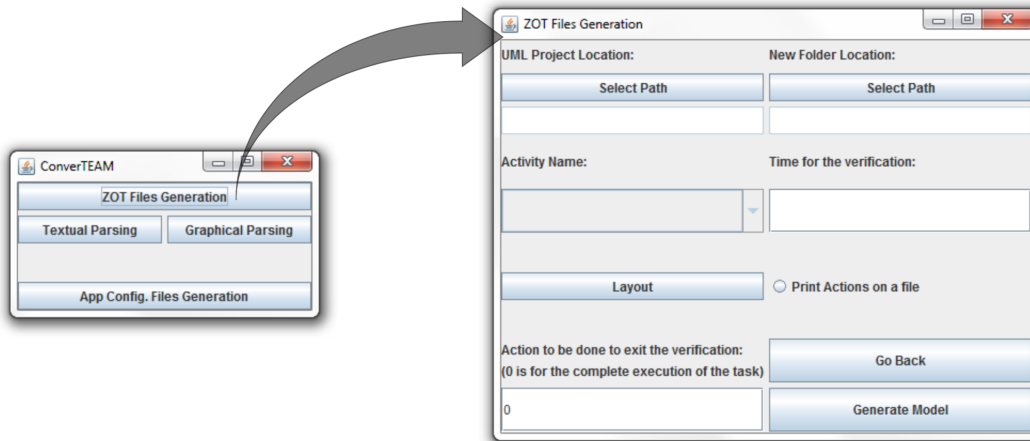 ConverTEAM
ZOT Files Generation
Textual Parsing
Graphical Parsing
App Config. Files Generation
ZOT Files Generation
UML Project Location:
New Folder Location:
Select Path
Select Path
Activity Name:
Time for the verification:
Layout
Print Actions on a file
Action to be done to exit the verification:
(0 is for the complete execution of the task)
Go Back
0
Generate Model